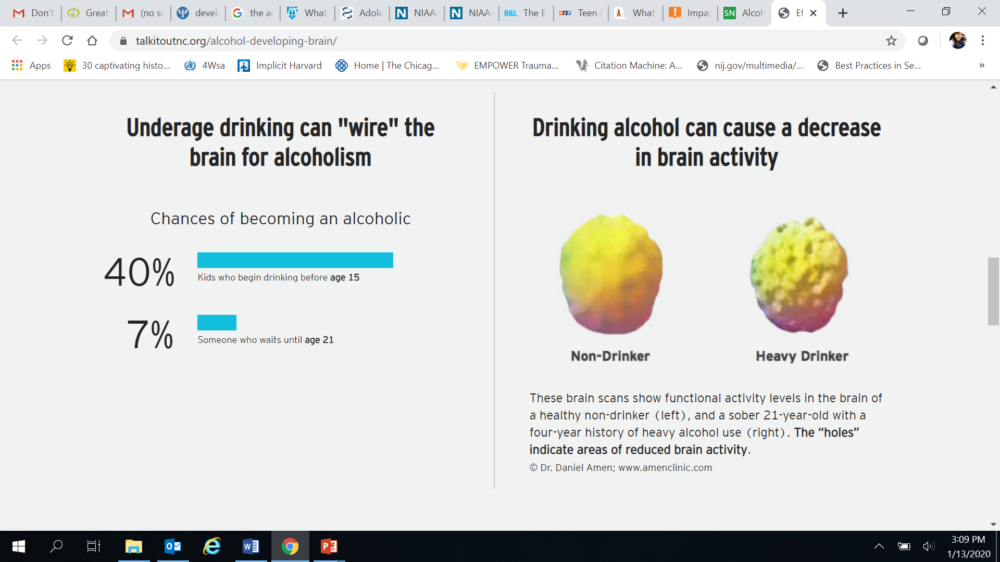 Don't
Great
(no su
devel
the ac
What
Adole
NIAA
NIAA
B&L The E
npr Teen
What
Impac
SN Alcoh
Ef
talkitoutnc.org/alcohol-developing-brain/
Apps
30 captivating histo...
4Wsa
Implicit Harvard
Home | The Chicag...
EMPOWER Trauma...
Citation Machine: A...
nij.gov/multimedia/...
Best Practices in Se...
»
Underage drinking can "wire" the
brain for alcoholism
Chances of becoming an alcoholic
40%
Kids who begin drinking before age 15
7%
Someone who waits until age 21
Drinking alcohol can cause a decrease
in brain activity
Non-Drinker
Heavy Drinker
These brain scans show functional activity levels in the brain of
a healthy non-drinker (left), and a sober 21-year-old with a
four-year history of heavy alcohol use (right). The “holes”
indicate areas of reduced brain activity.
© Dr. Daniel Amen; www.amenclinic.com
3:09 PM
1/13/2020